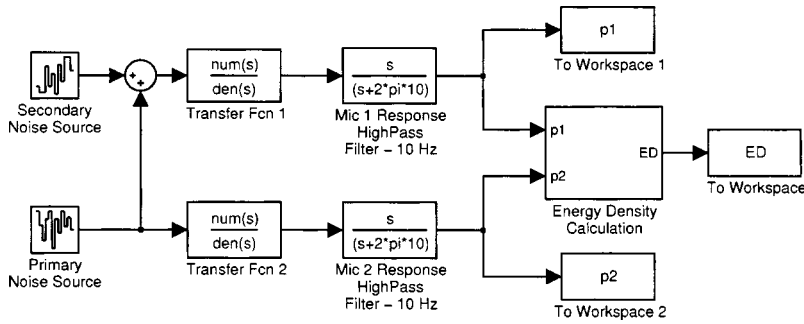 p1
To Workspace 1
Secondary
Noise Source
+
+
num(s)
den(s)
Transfer Fcn 1
s
(s+2*pi*10)
Mic 1 Response
HighPass
Filter – 10 Hz
p1
p2
ED
Energy Density
Calculation
ED
To Workspace
Primary
Noise Source
num(s)
den(s)
Transfer Fcn 2
s
(s+2*pi*10)
Mic 2 Response
HighPass
Filter – 10 Hz
p2
To Workspace 2